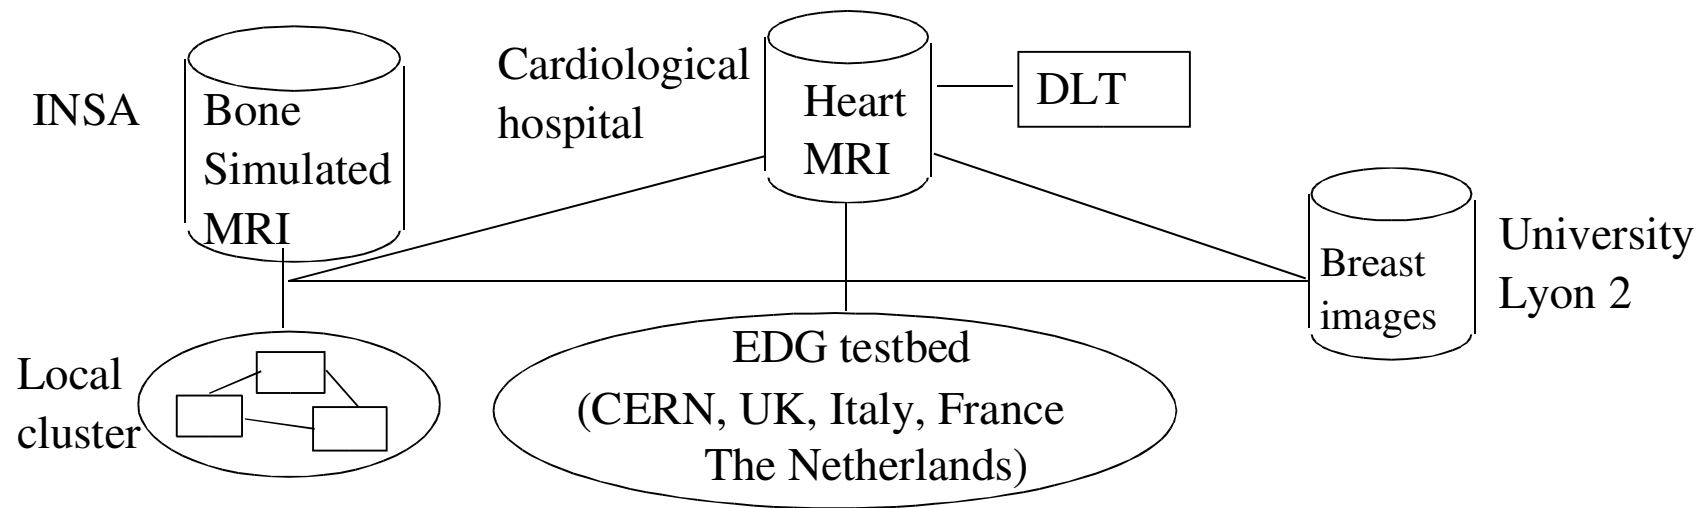 INSA
Bone
Simulated
MRI
Cardiological
hospital
Heart
MRI
DLT
Breast
images
University
Lyon 2
Local
cluster
EDG testbed
(CERN, UK, Italy, France
The Netherlands)